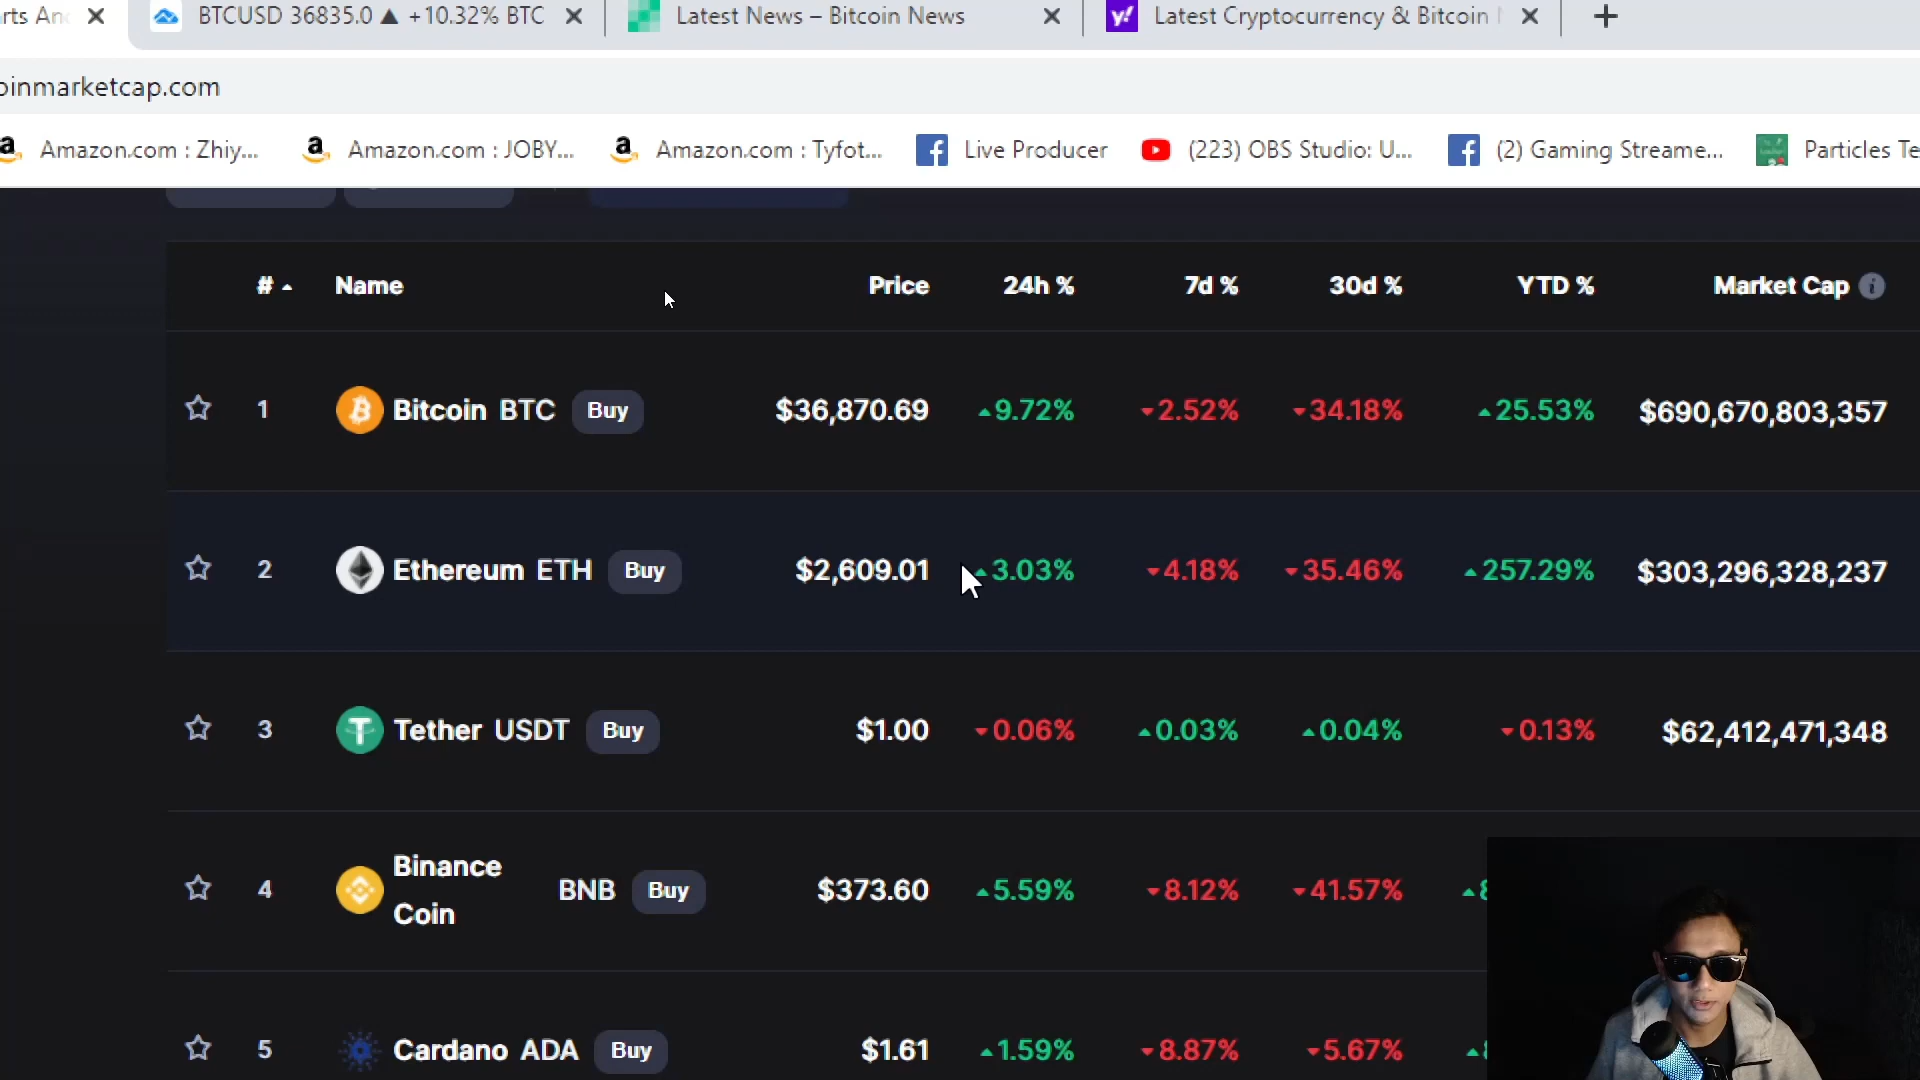 rts An
BTCUSD 36835.0 ▲ +10.32% BTC
Latest News – Bitcoin News
Latest Cryptocurrency & Bitcoin
oinmarketcap.com
Amazon.com : Zhiy...
Amazon.com : JOBY...
Amazon.com : Tyfot...
Live Producer
(223) OBS Studio: U...
(2) Gaming Streame...
Particles Te
# Name Price 24h % 7d % 30d % YTD % Market Cap
1 Bitcoin BTC Buy $36,870.69 9.72% 2.52% 34.18% 25.53% $690,670,803,357
2 Ethereum ETH Buy $2,609.01 3.03% 4.18% 35.46% 257.29% $303,296,328,237
3 Tether USDT Buy $1.00 0.06% 0.03% 0.04% 0.13% $62,412,471,348
4 Binance Coin BNB Buy $373.60 5.59% 8.12% 41.57%
5 Cardano ADA Buy $1.61 1.59% 8.87% 5.67%